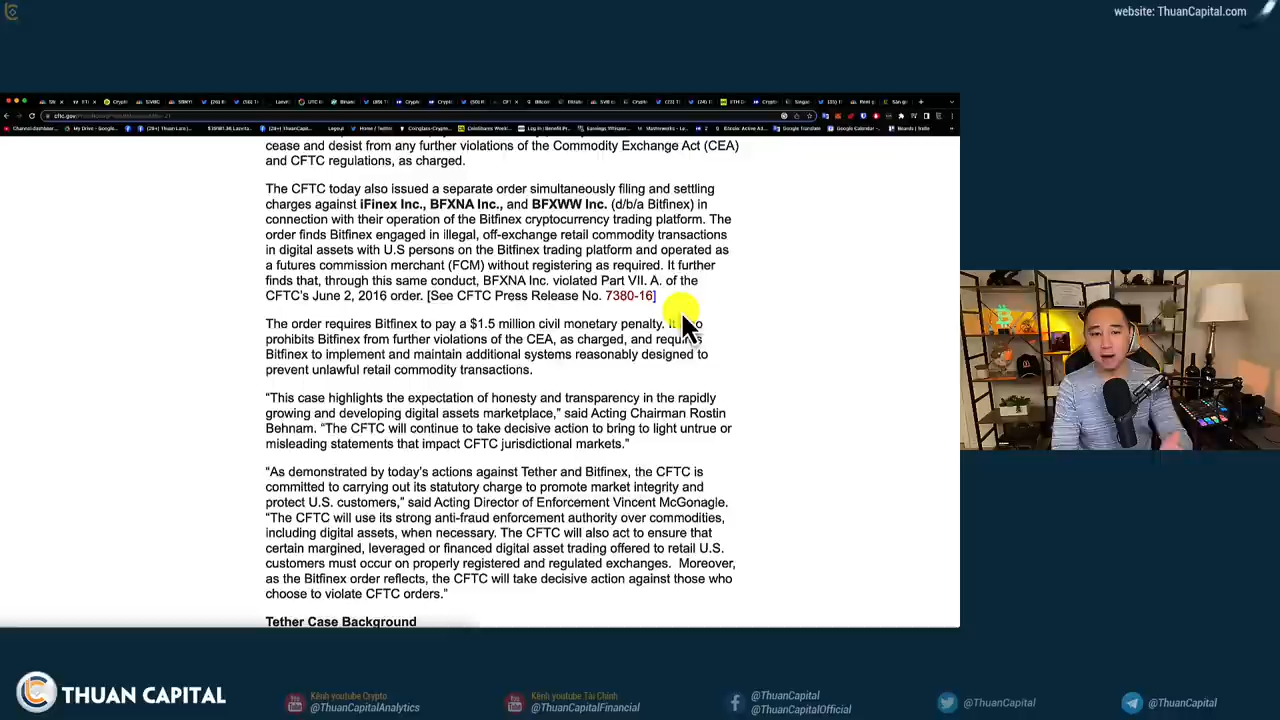 website: ThuanCapital.com
cease and desist from any further violations of the Commodity Exchange Act (CEA)
and CFTC regulations, as charged.
The CFTC today also issued a separate order simultaneously filing and settling
charges against iFinex Inc., BFXNA Inc., and BFXWW Inc. (d/b/a Bitfinex) in
connection with their operation of the Bitfinex cryptocurrency trading platform. The
order finds Bitfinex engaged in illegal, off-exchange retail commodity transactions
in digital assets with U.S persons on the Bitfinex trading platform and operated as
a futures commission merchant (FCM) without registering as required. It further
finds that, through this same conduct, BFXNA Inc. violated Part VII. A. of the
CFTC's June 2, 2016 order. [See CFTC Press Release No. 7380-16]
The order requires Bitfinex to pay a $1.5 million civil monetary penalty. It
prohibits Bitfinex from further violations of the CEA, as charged, and requires
Bitfinex to implement and maintain additional systems reasonably designed to
prevent unlawful retail commodity transactions.
"This case highlights the expectation of honesty and transparency in the rapidly
growing and developing digital assets marketplace," said Acting Chairman Rostin
Behnam. "The CFTC will continue to take decisive action to bring to light untrue or
misleading statements that impact CFTC jurisdictional markets."
"As demonstrated by today's actions against Tether and Bitfinex, the CFTC is
committed to carrying out its statutory charge to promote market integrity and
protect U.S. customers," said Acting Director of Enforcement Vincent McGonagle.
"The CFTC will use its strong anti-fraud enforcement authority over commodities,
including digital assets, when necessary. The CFTC will also act to ensure that
certain margined, leveraged or financed digital asset trading offered to retail U.S.
customers must occur on properly registered and regulated exchanges.  Moreover,
as the Bitfinex order reflects, the CFTC will take decisive action against those who
choose to violate CFTC orders."
Tether Case Background
THUAN CAPITAL
Kênh youtube Crypto
@ThuanCapitalAnalytics
Kênh youtube Tài Chính
@ThuanCapitalFinancial
@ThuanCapital
@ThuanCapitalOfficial
@ThuanCapital
@ThuanCapital